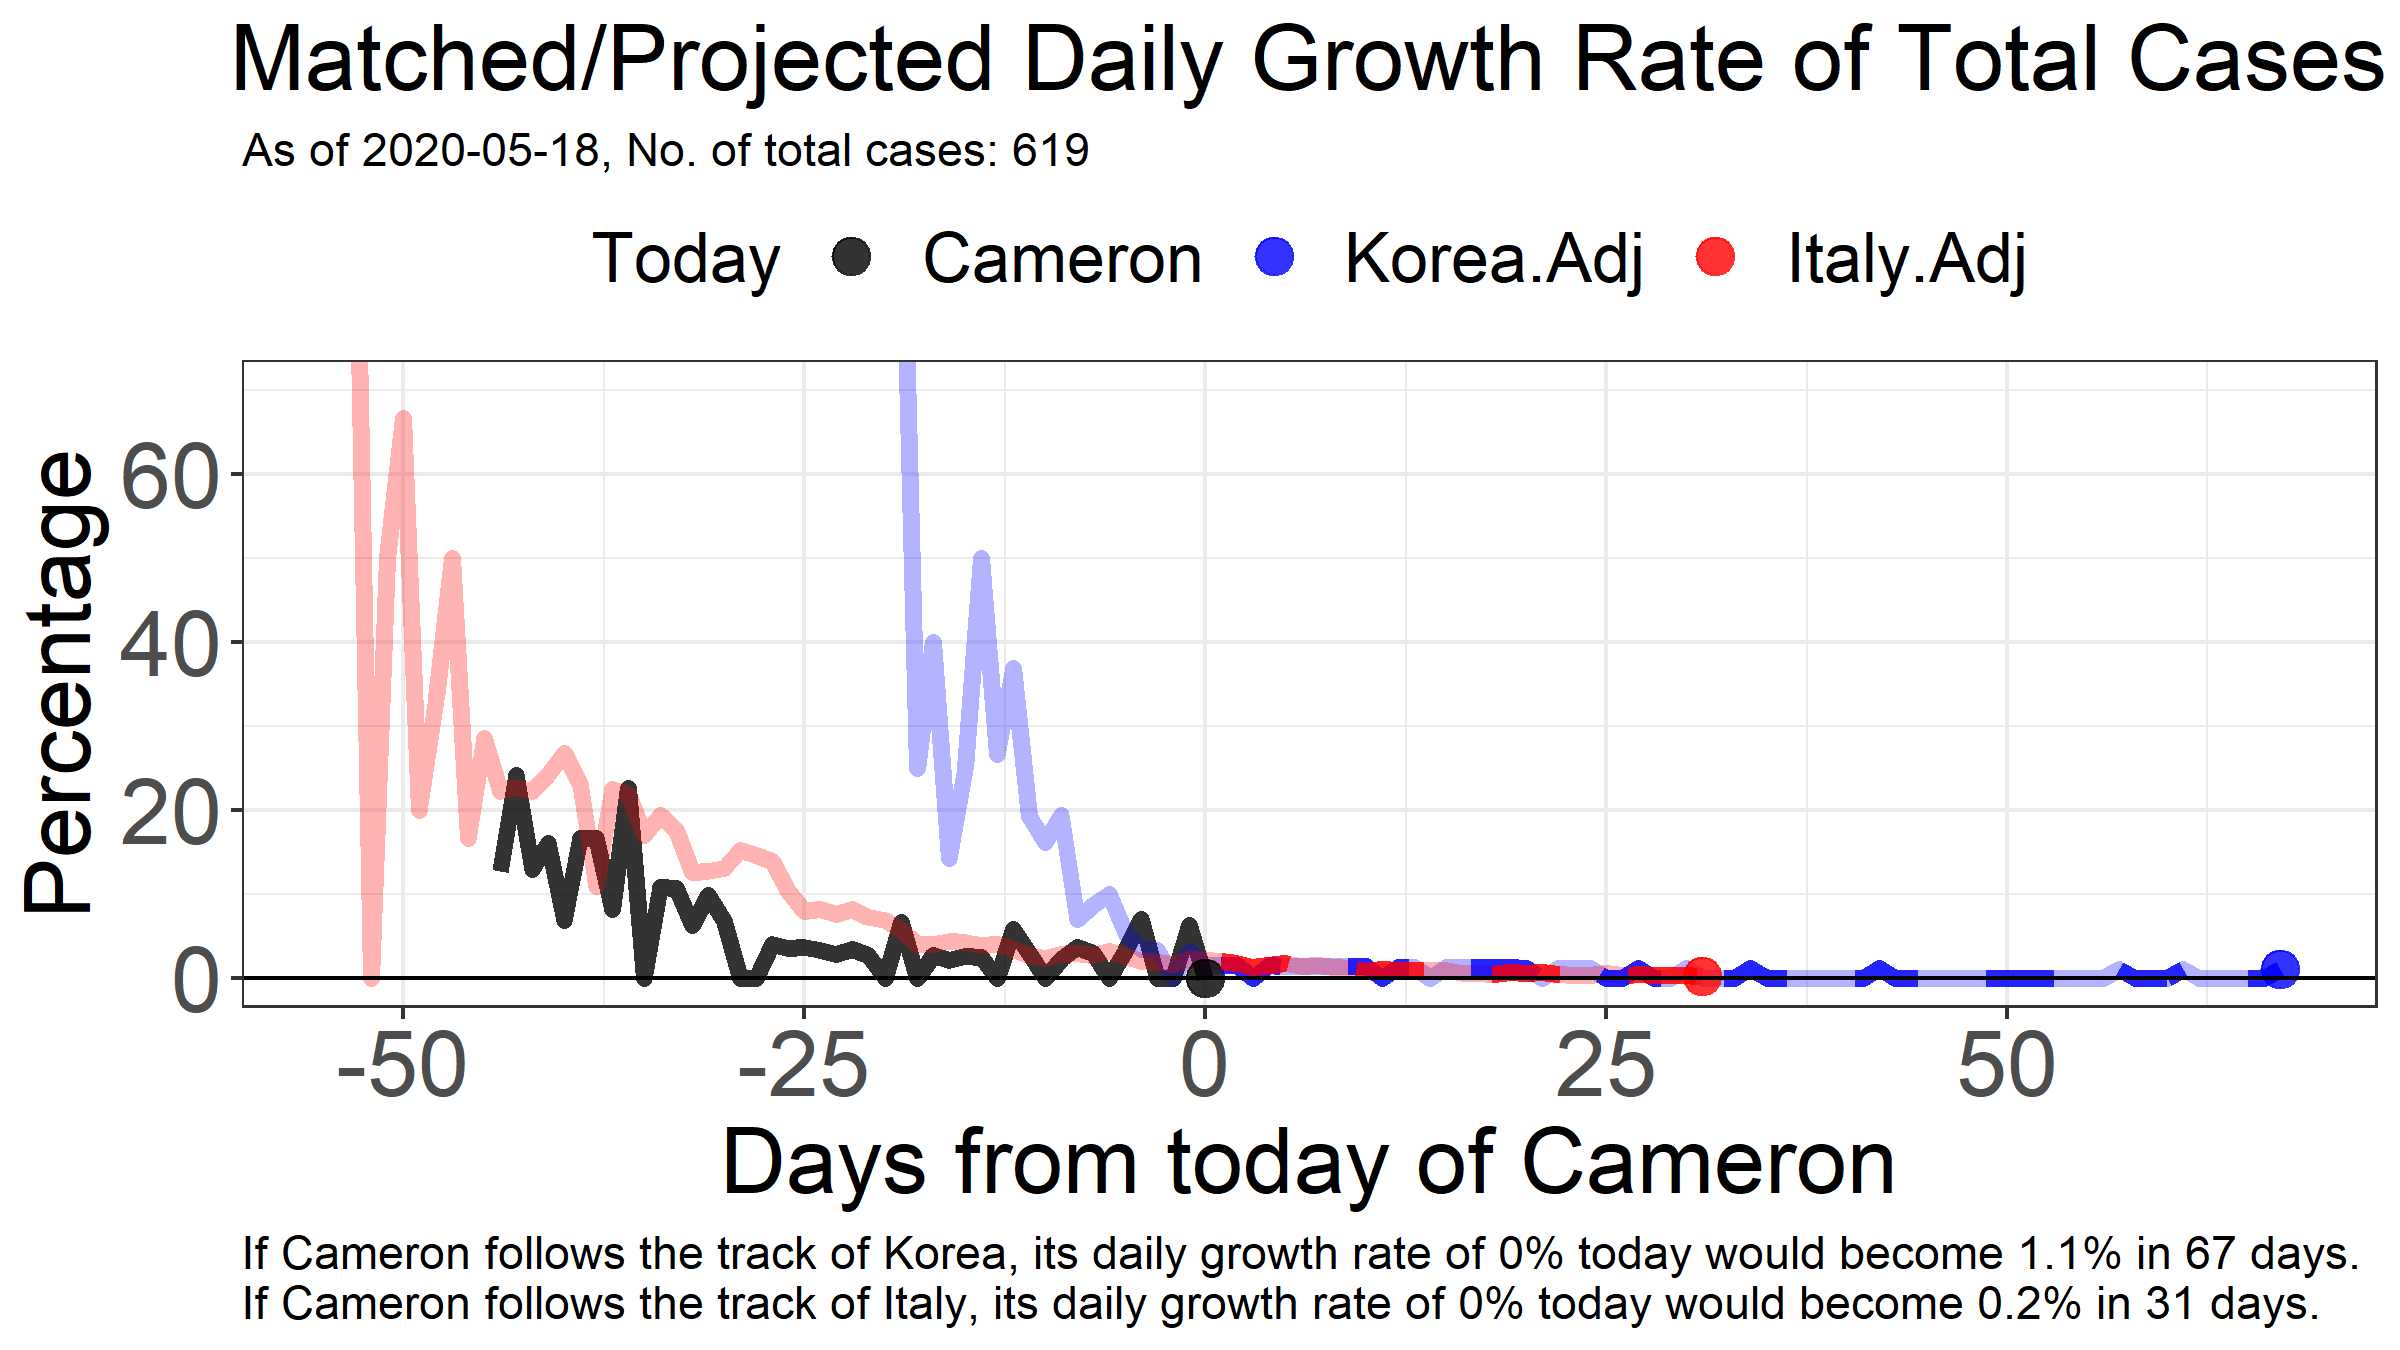 Matched/Projected Daily Growth Rate of Total Cases
As of 2020-05-18, No. of total cases: 619
Today Cameron Korea.Adj Italy.Adj
Percentage
60
40
20
0
-50 -25 0 25 50
Days from today of Cameron
If Cameron follows the track of Korea, its daily growth rate of 0% today would become 1.1% in 67 days.
If Cameron follows the track of Italy, its daily growth rate of 0% today would become 0.2% in 31 days.